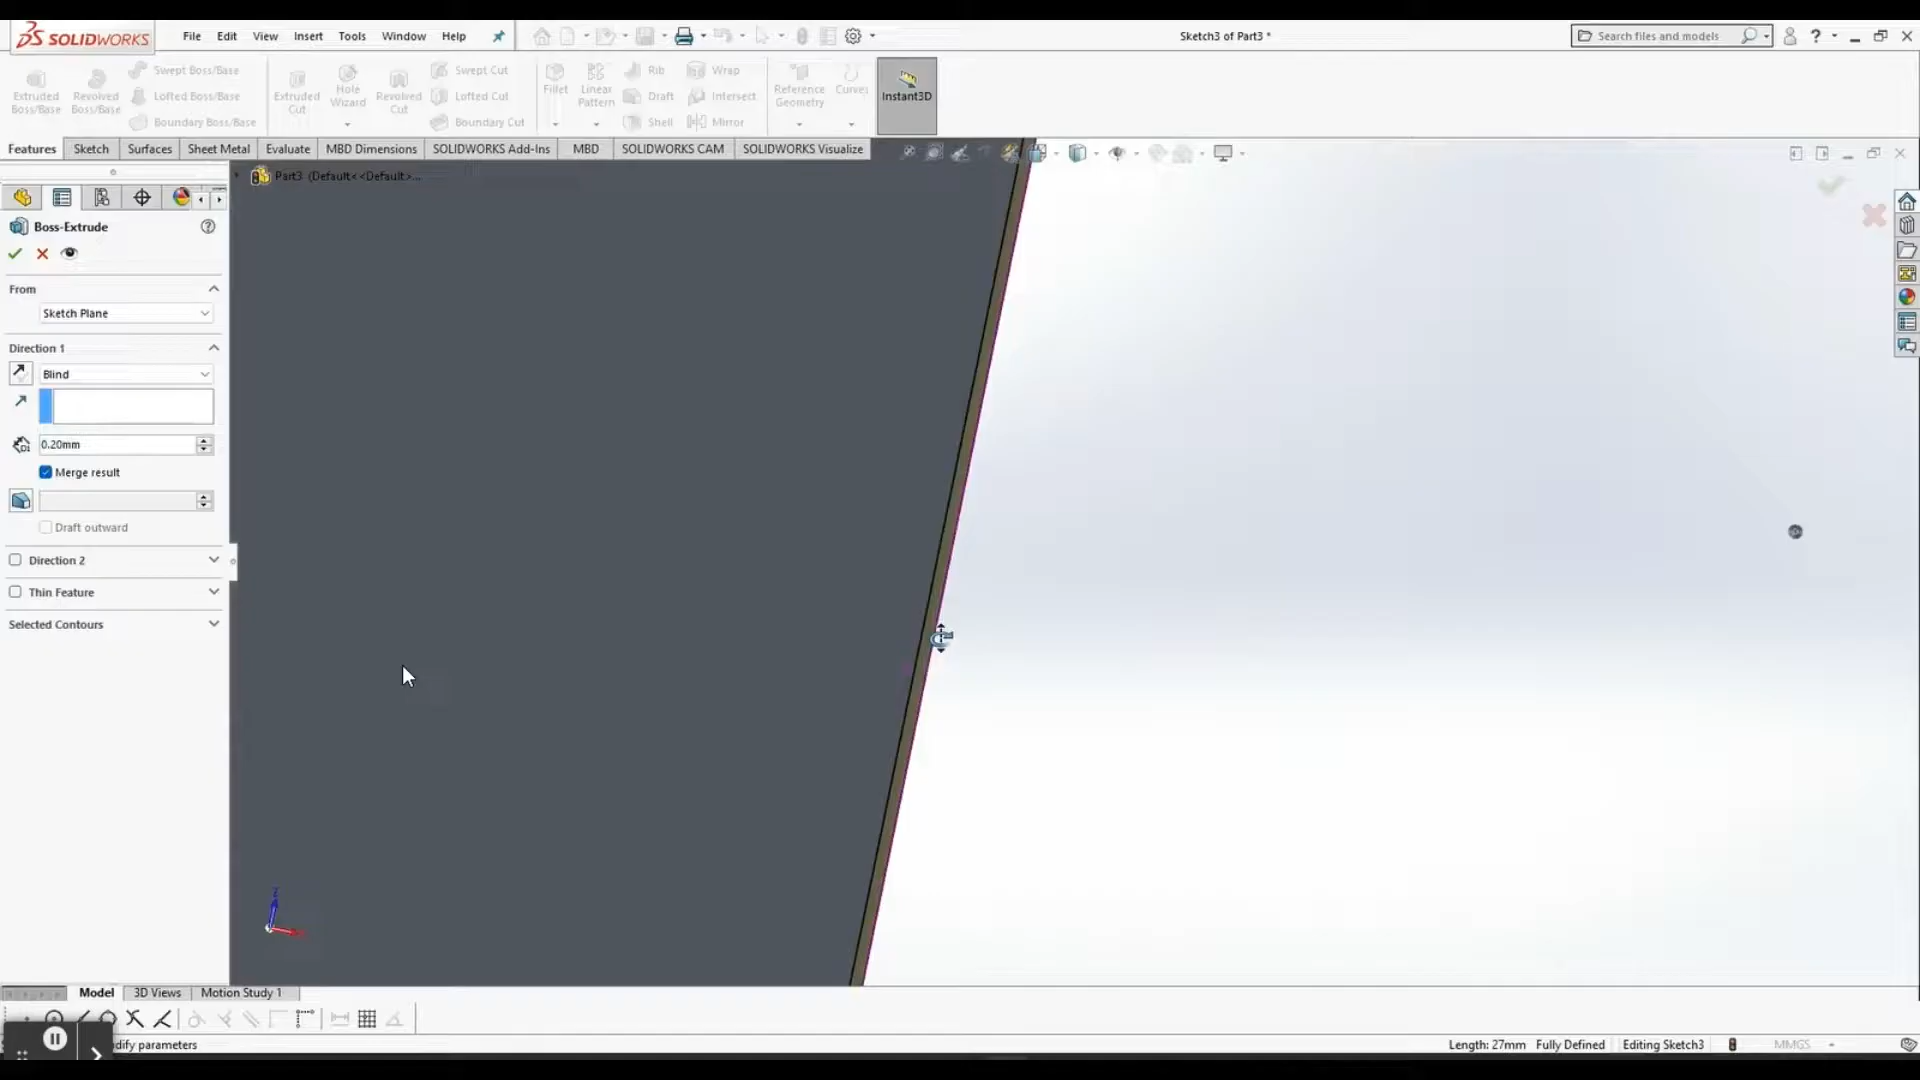 SOLIDWORKS File Edit View Insert Tools Window Help Sketch3 of Part3 * Search files and models
Extruded Boss/Base Revolved Boss/Base Swept Boss/Base Lofted Boss/Base Boundary Boss/Base Extruded Cut Hole Wizard Revolved Cut Swept Cut Lofted Cut Boundary Cut Fillet Linear Pattern Rib Draft Shell Wrap Intersect Mirror Reference Geometry Curves Instant3D
Features Sketch Surfaces Sheet Metal Evaluate MBD Dimensions SOLIDWORKS Add-Ins MBD SOLIDWORKS CAM SOLIDWORKS Visualize
Part3 (Default<<Default>...
Boss-Extrude
From
Sketch Plane
Direction 1
Blind
0.20mm
Merge result
Draft outward
Direction 2
Thin Feature
Selected Contours
Model 3D Views Motion Study 1
dify parameters Length: 27mm Fully Defined Editing Sketch3 MMGS